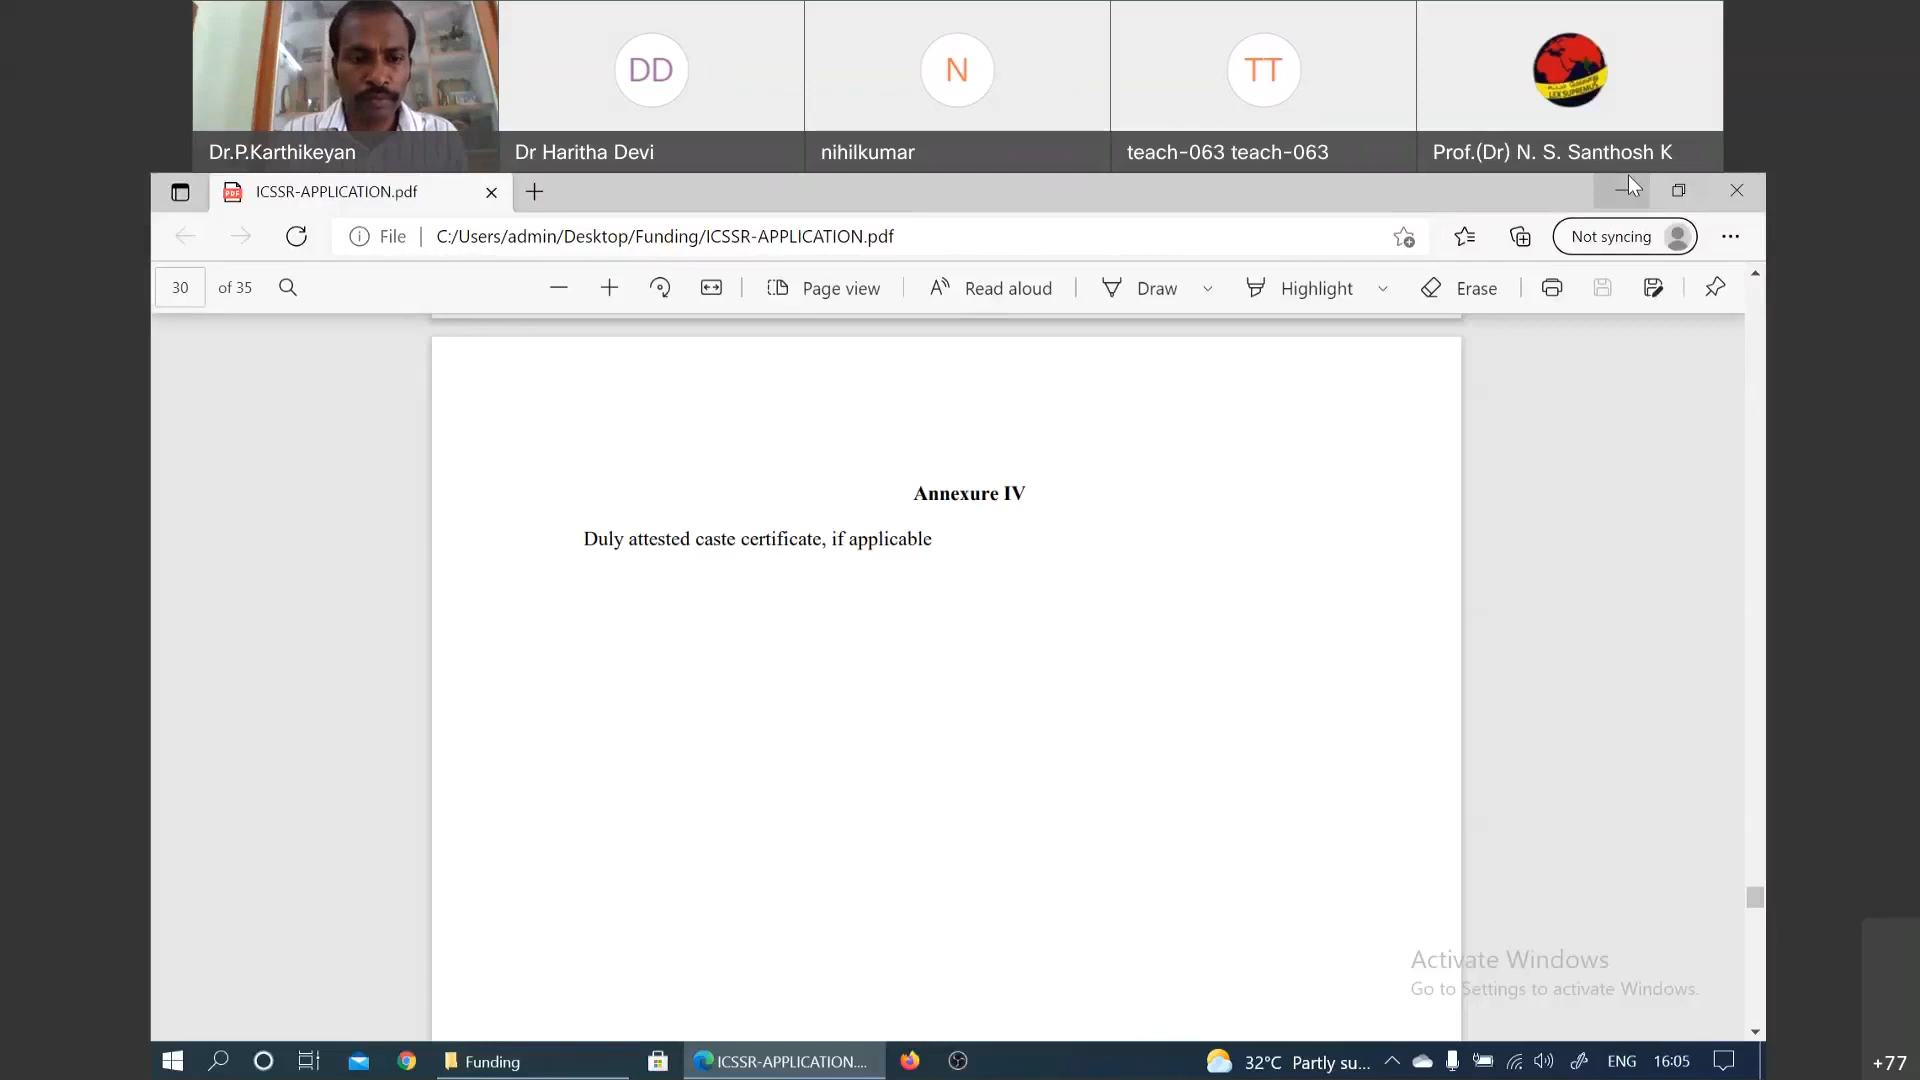 DD
N
TT
LEX SUPREMUS
Dr.P.Karthikeyan
Dr Haritha Devi
nihilkumar
teach-063 teach-063
Prof.(Dr) N. S. Santhosh K
PDF
ICSSR-APPLICATION.pdf
File
C:/Users/admin/Desktop/Funding/ICSSR-APPLICATION.pdf
Not syncing
30 of 35
Page view
Read aloud
Draw
Highlight
Erase
Annexure IV
Duly attested caste certificate, if applicable
Activate Windows
Go to Settings to activate Windows.
Funding
ICSSR-APPLICATION....
32°C Partly su...
ENG
16:05
+77